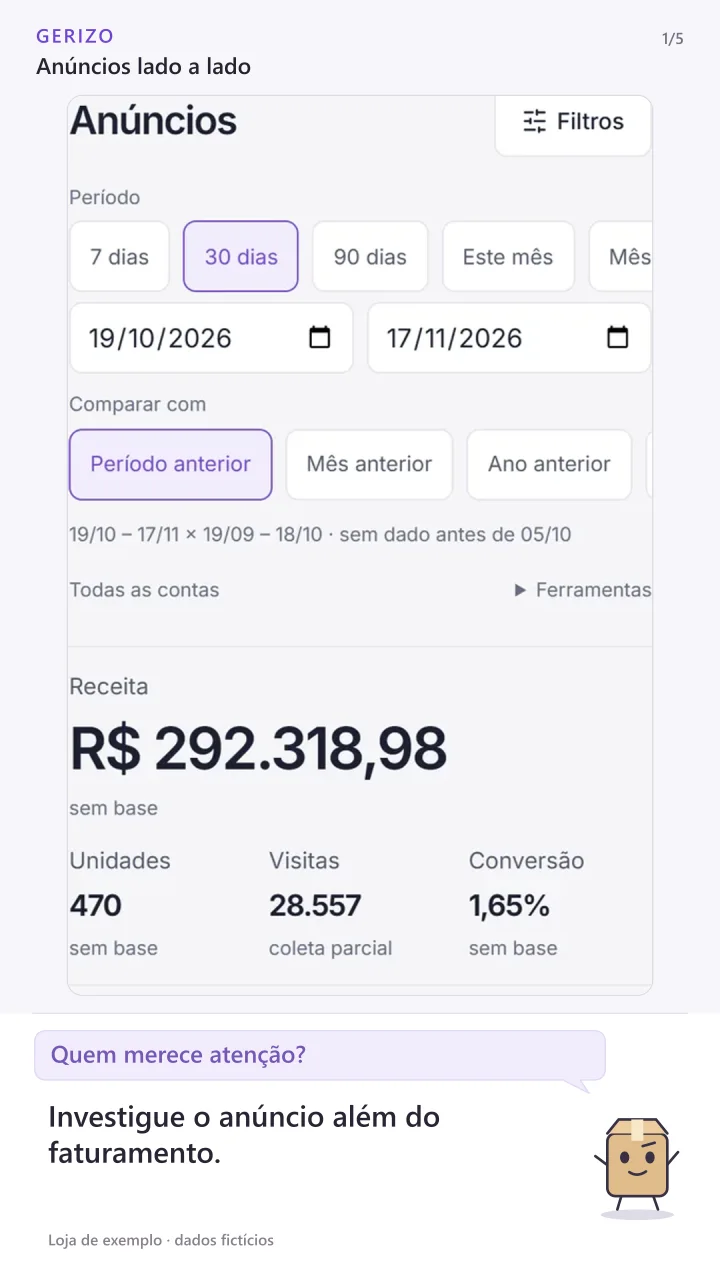 GERIZO
1/5
Anúncios lado a lado
Anúncios
Filtros
Período
7 dias
30 dias
90 dias
Este mês
Mês
19/10/2026
17/11/2026
Comparar com
Período anterior
Mês anterior
Ano anterior
19/10 – 17/11 × 19/09 – 18/10 · sem dado antes de 05/10
Todas as contas
▶ Ferramentas
Receita
R$ 292.318,98
sem base
Unidades
Visitas
Conversão
470
28.557
1,65%
sem base
coleta parcial
sem base
Quem merece atenção?
Investigue o anúncio além do
faturamento.
Loja de exemplo · dados fictícios